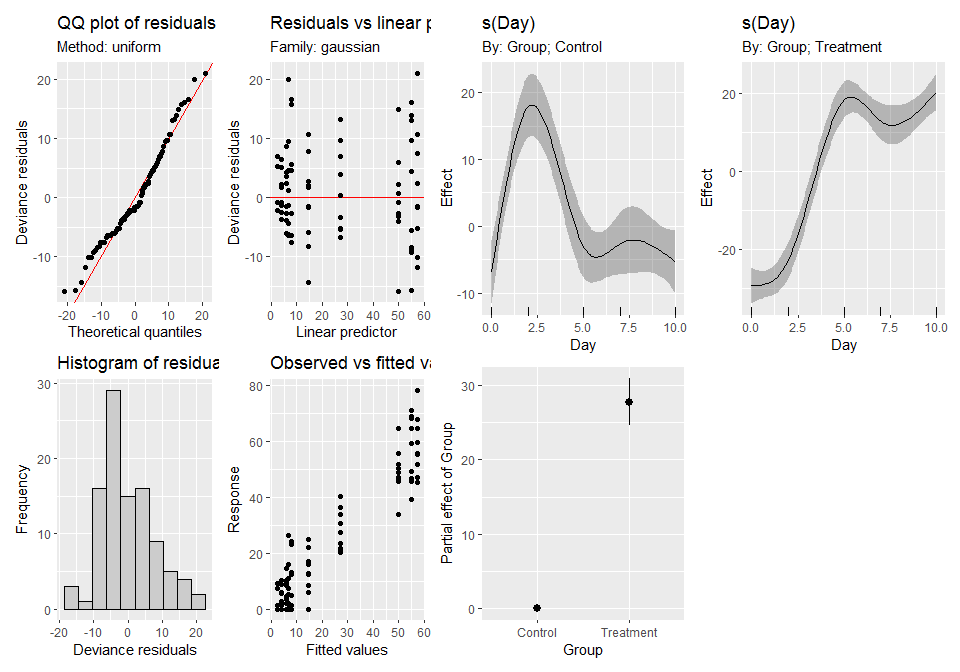 QQ plot of residuals
Method: uniform
20
10
0
-10
-20
-10
0
10
20
Deviance residuals
Theoretical quantiles
Residuals vs linear p
Family: gaussian
20
10
0
-10
0
10
20
30
40
50
60
Deviance residuals
Linear predictor
s(Day)
By: Group; Control
20
10
0
-10
0.0
2.5
5.0
7.5
10.0
Effect
Day
s(Day)
By: Group; Treatment
20
0
-20
0.0
2.5
5.0
7.5
10.0
Effect
Day
Histogram of residua
30
20
10
0
-20
-10
0
10
20
Frequency
Deviance residuals
Observed vs fitted va
80
60
40
20
0
0
10
20
30
40
50
60
Response
Fitted values
30
20
10
0
Control
Treatment
Partial effect of Group
Group